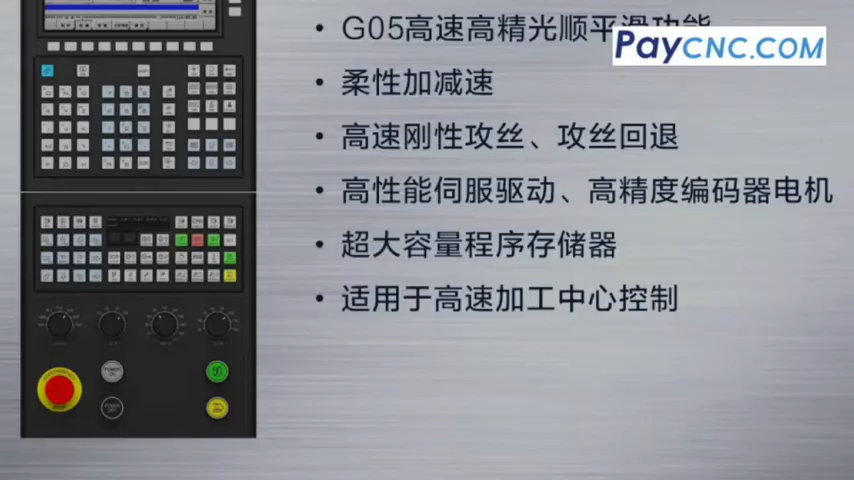 G05高速高精光顺平滑功能
PayCNC.COM
柔性加减速
高速刚性攻丝、攻丝回退
高性能伺服驱动、高精度编码器电机
超大容量程序存储器
适用于高速加工中心控制